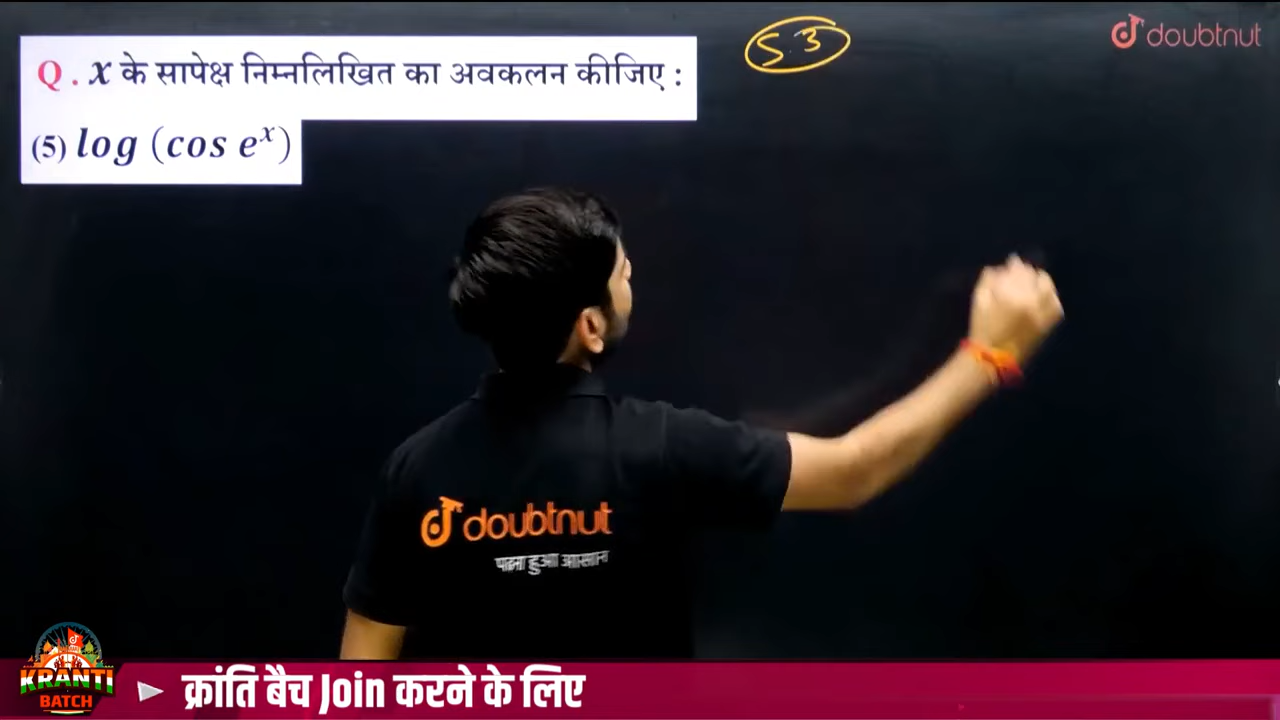 Q . x के सापेक्ष निम्नलिखित का अवकलन कीजिए :
(5) log (cos eˣ)
5.3
doubtnut
doubtnut
पढ़ना हुआ आसान
KRANTI
BATCH
क्रांति बैच Join करने के लिए